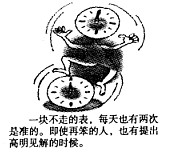 一块不走的表，每天也有两次
是准的。即使再笨的人，也有提出
高明见解的时候。